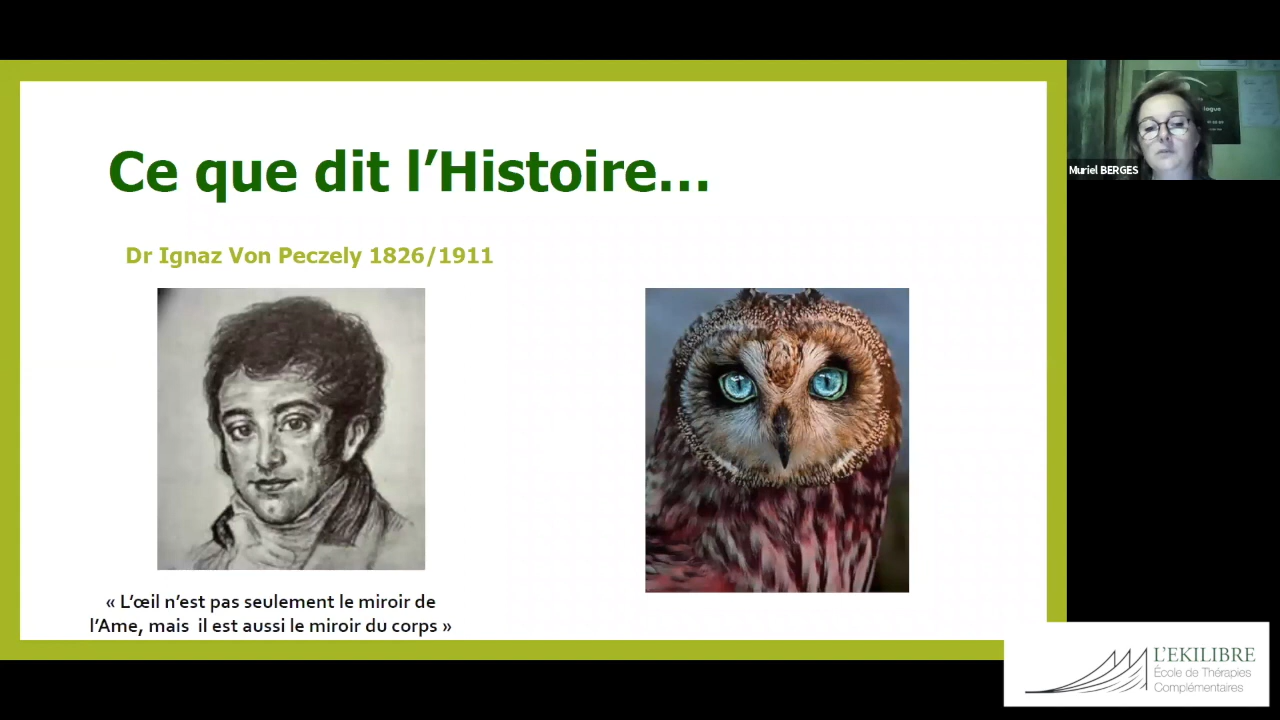 Ce que dit l’Histoire…
Dr Ignaz Von Peczely 1826/1911
« L’œil n’est pas seulement le miroir de
l’Ame, mais il est aussi le miroir du corps »
Muriel BERGES
L'EKILIBRE
École de Thérapies
Complémentaires